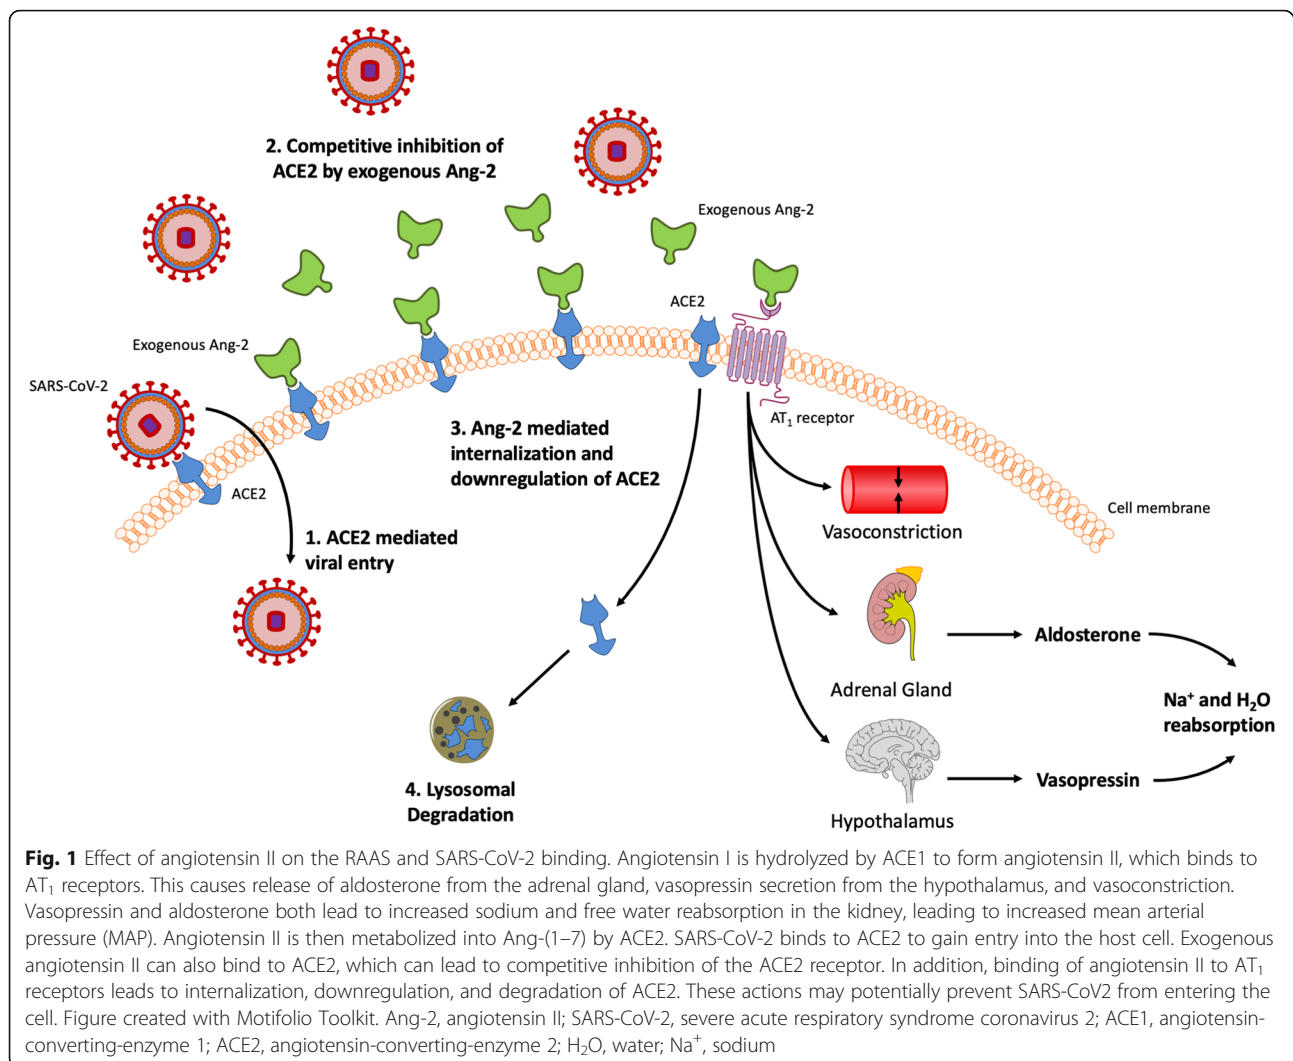 2. Competitive inhibition of
ACE2 by exogenous Ang-2
Exogenous Ang-2
ACE2
Exogenous Ang-2
SARS-CoV-2
AT₁ receptor
3. Ang-2 mediated
internalization and
downregulation of ACE2
ACE2
Cell membrane
Vasoconstriction
1. ACE2 mediated
viral entry
Aldosterone
Adrenal Gland
Na⁺ and H₂O
reabsorption
Vasopressin
4. Lysosomal
Degradation
Hypothalamus
Fig. 1 Effect of angiotensin II on the RAAS and SARS-CoV-2 binding. Angiotensin I is hydrolyzed by ACE1 to form angiotensin II, which binds to
AT₁ receptors. This causes release of aldosterone from the adrenal gland, vasopressin secretion from the hypothalamus, and vasoconstriction.
Vasopressin and aldosterone both lead to increased sodium and free water reabsorption in the kidney, leading to increased mean arterial
pressure (MAP). Angiotensin II is then metabolized into Ang-(1–7) by ACE2. SARS-CoV-2 binds to ACE2 to gain entry into the host cell. Exogenous
angiotensin II can also bind to ACE2, which can lead to competitive inhibition of the ACE2 receptor. In addition, binding of angiotensin II to AT₁
receptors leads to internalization, downregulation, and degradation of ACE2. These actions may potentially prevent SARS-CoV2 from entering the
cell. Figure created with Motifolio Toolkit. Ang-2, angiotensin II; SARS-CoV-2, severe acute respiratory syndrome coronavirus 2; ACE1, angiotensin-
converting-enzyme 1; ACE2, angiotensin-converting-enzyme 2; H₂O, water; Na⁺, sodium